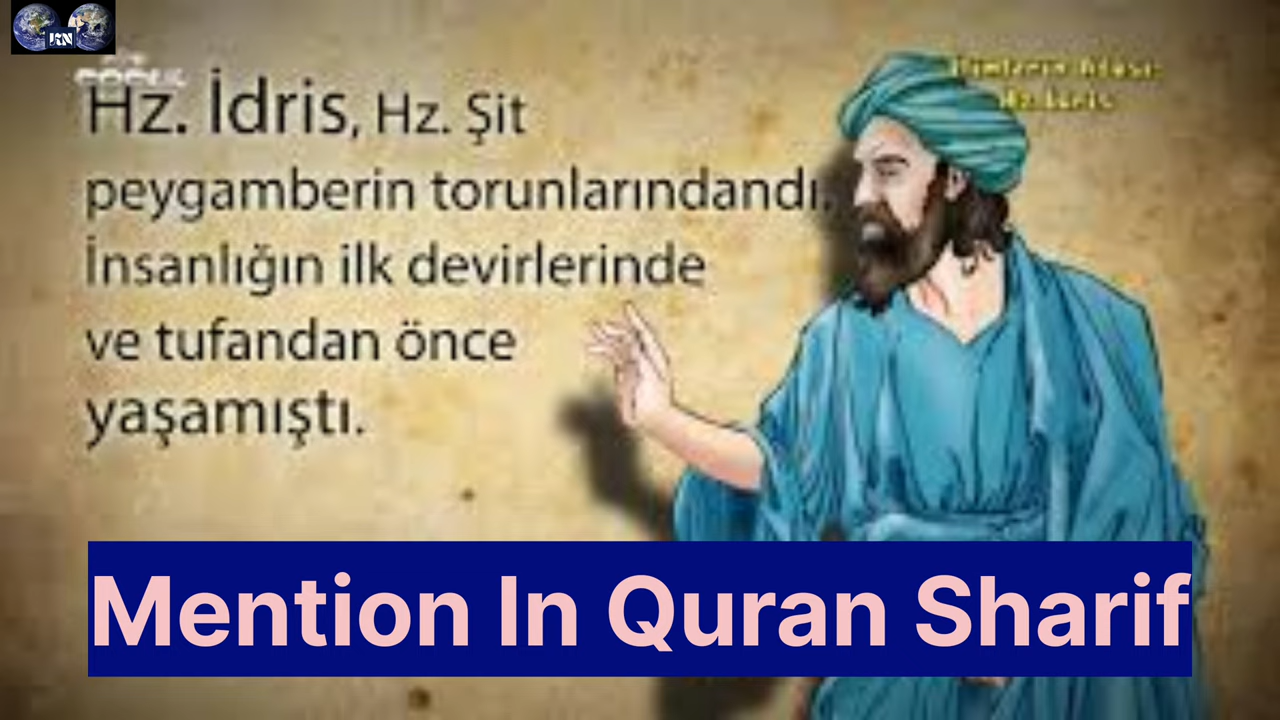 Hz. İdris, Hz. Şit
peygamberin torunlarındandı.
İnsanlığın ilk devirlerinde
ve tufandan önce
yaşamıştı.
Mention In Quran Sharif